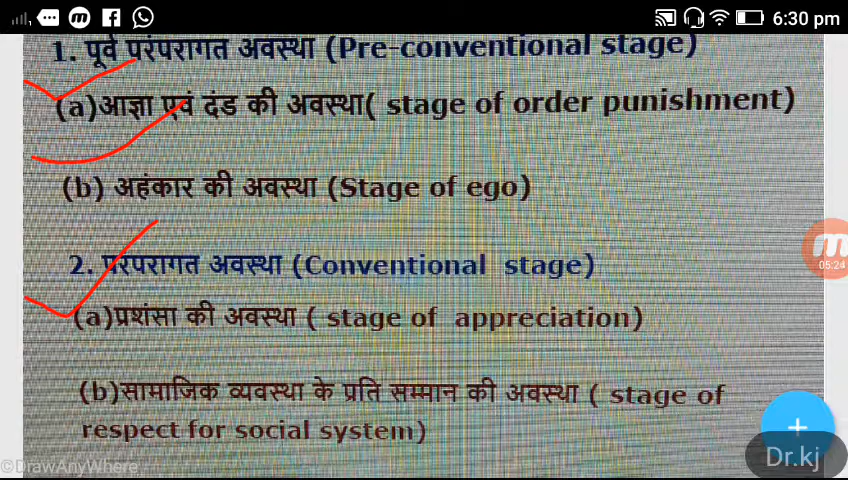 6:30 pm
1. पूर्व परंपरागत अवस्था (Pre-conventional stage)
(a)आज्ञा एवं दंड की अवस्था( stage of order punishment)
(b) अहंकार की अवस्था (Stage of ego)
2. परंपरागत अवस्था (Conventional stage)
05:24
(a)प्रशंसा की अवस्था ( stage of appreciation)
(b)सामाजिक व्यवस्था के प्रति सम्मान की अवस्था ( stage of
respect for social system)
+
Dr.kj
©DrawAnyWhere